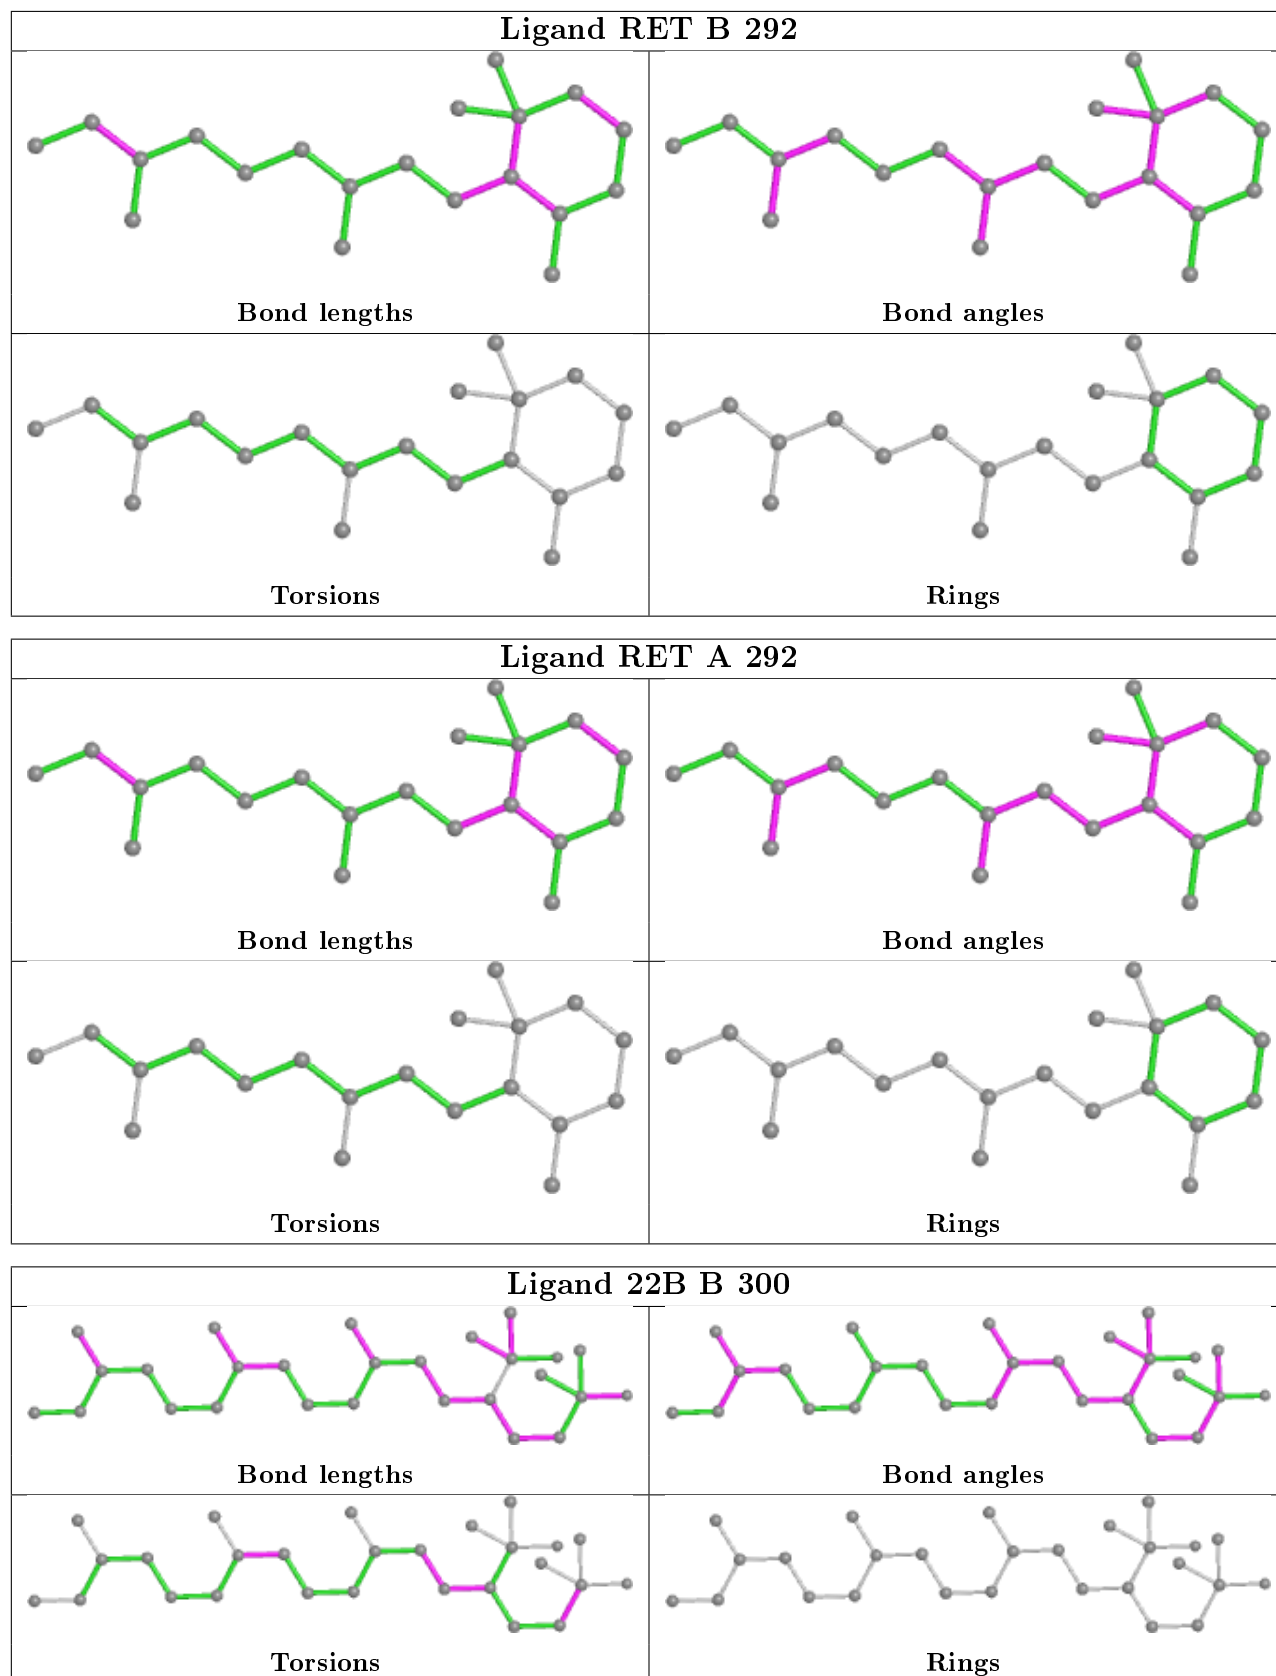 Ligand RET B 292
Bond lengths
Bond angles
Torsions
Rings
Ligand RET A 292
Bond lengths
Bond angles
Torsions
Rings
Ligand 22B B 300
Bond lengths
Bond angles
Torsions
Rings